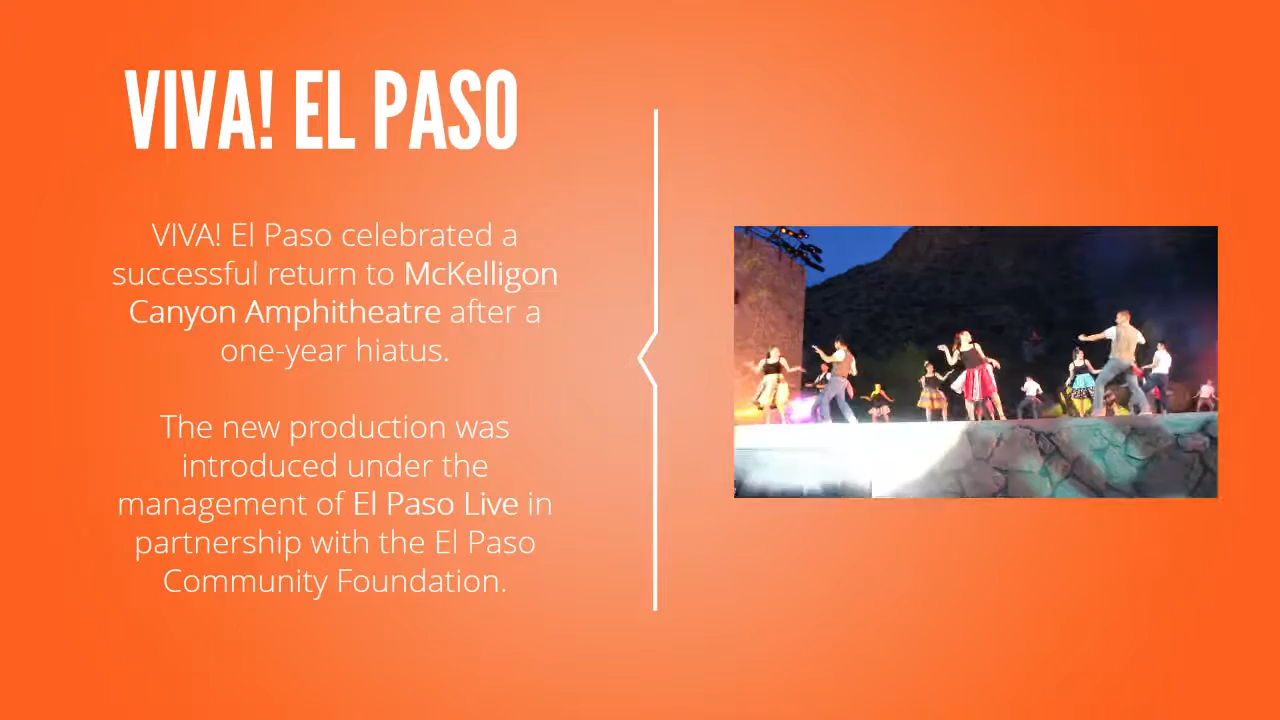 VIVA! EL PASO
VIVA! El Paso celebrated a
successful return to McKelligon
Canyon Amphitheatre after a
one-year hiatus.
The new production was
introduced under the
management of El Paso Live in
partnership with the El Paso
Community Foundation.